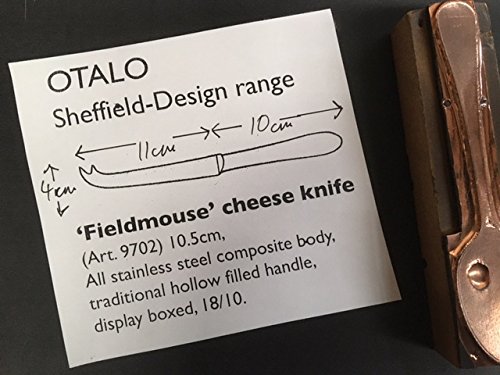 OTALO
Sheffield-Design range
11cm 10cm
4cm
‘Fieldmouse’ cheese knife
(Art. 9702) 10.5cm,
All stainless steel composite body,
traditional hollow filled handle,
display boxed, 18/10.